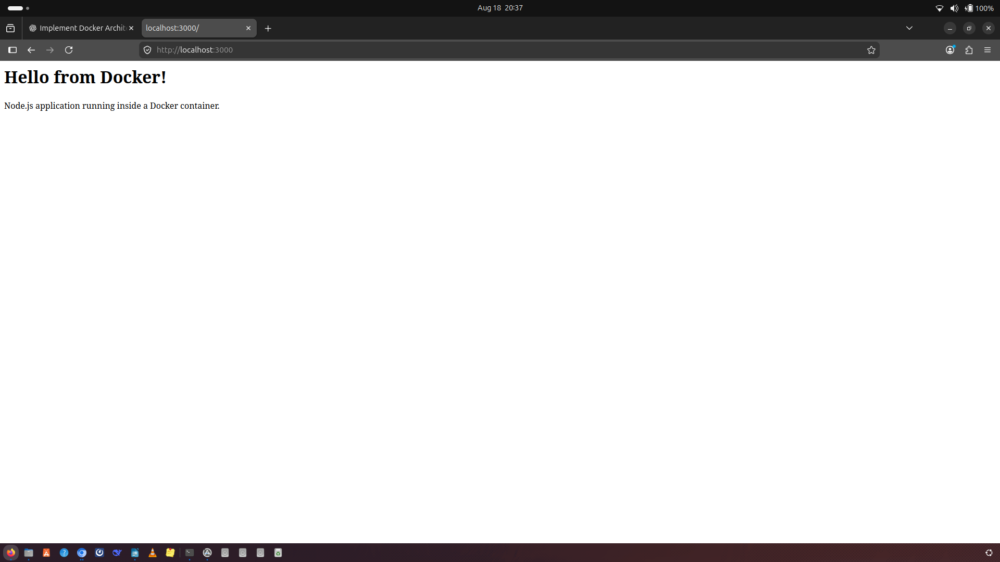 Aug 18 20:37
100%
Implement Docker Archit
localhost:3000/
http://localhost:3000
Hello from Docker!
Node.js application running inside a Docker container.